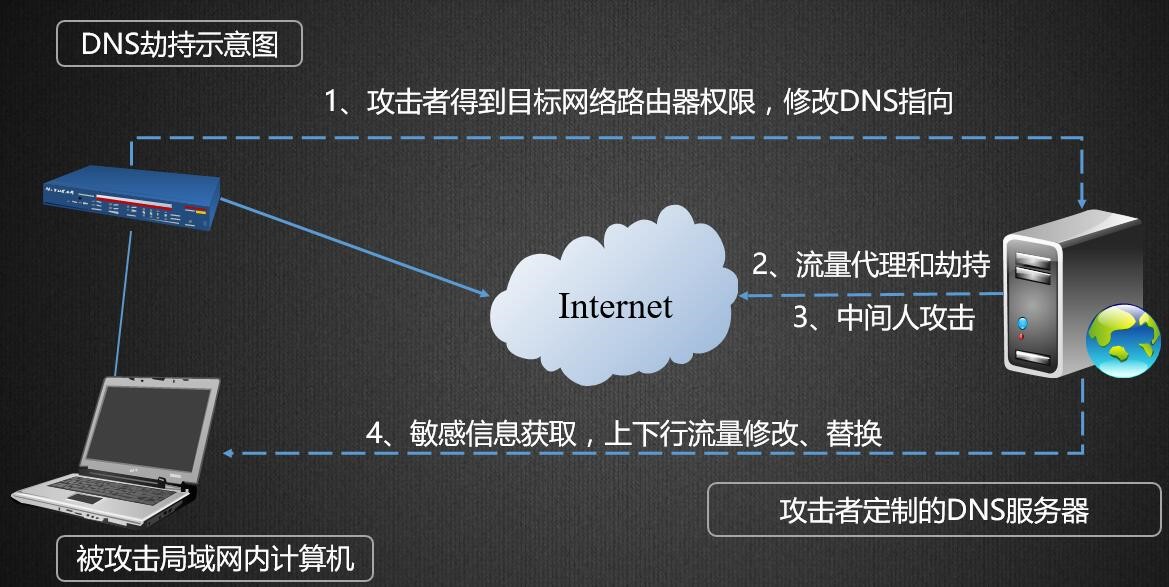 DNS劫持示意图
1、攻击者得到目标网络路由器权限，修改DNS指向
2、流量代理和劫持
Internet
3、中间人攻击
4、敏感信息获取，上下行流量修改、替换
攻击者定制的DNS服务器
被攻击局域网内计算机